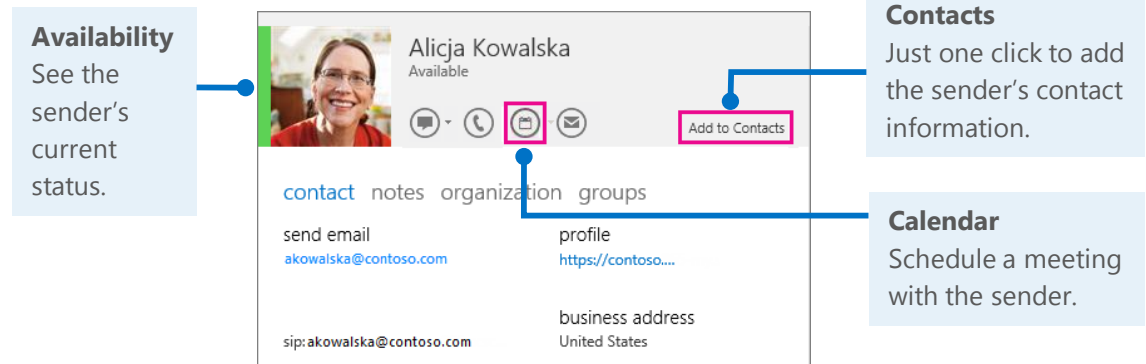 Availability
See the
sender's
current
status.
Alicja Kowalska
Available
Add to Contacts
Contacts
Just one click to add
the sender's contact
information.
contact notes organization groups
send email
akowalska@contoso.com
profile
https://contoso....
sip:akowalska@contoso.com
business address
United States
Calendar
Schedule a meeting
with the sender.